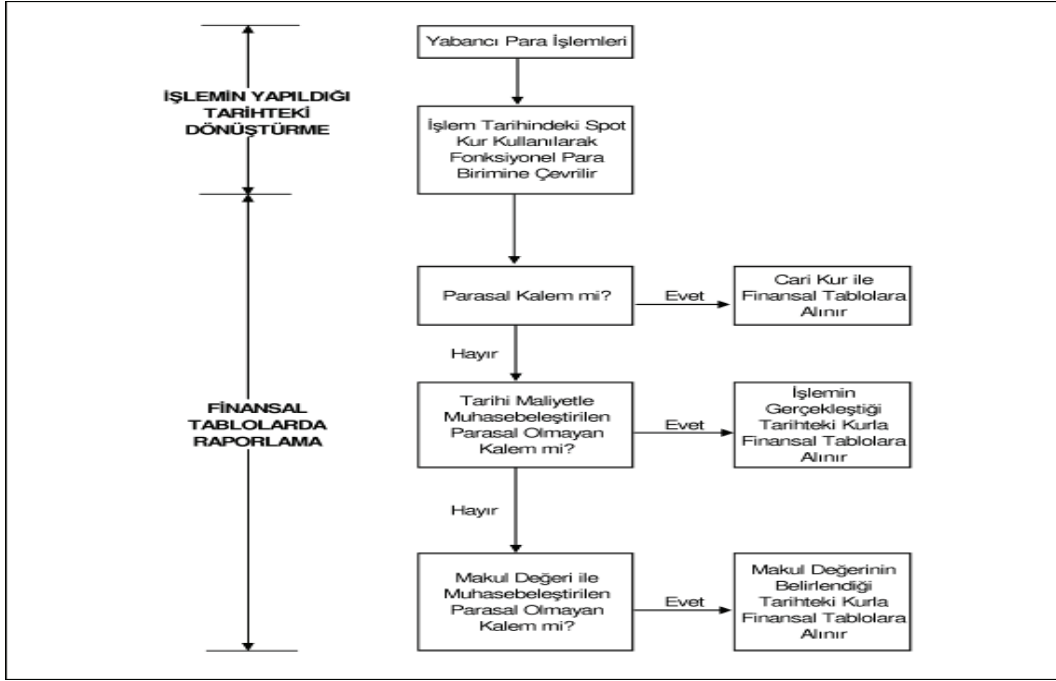 Yabancı Para İşlemleri
İŞLEMİN YAPILDIĞI
TARİHTEKİ
DÖNÜŞTÜRME
İşlem Tarihindeki Spot
Kur Kullanılarak
Fonksiyonel Para
Birimine Çevrilir
Parasal Kalem mi?
Evet
Cari Kur ile
Finansal Tablolara
Alınır
Hayır
FİNANSAL
TABLOLARDA
RAPORLAMA
Tarihi Maliyetle
Muhasebeleştirilen
Parasal Olmayan
Kalem mi?
Evet
İşlemin
Gerçekleştiği
Tarihteki Kurla
Finansal Tablolara
Alınır
Hayır
Makul Değeri ile
Muhasebeleştirilen
Parasal Olmayan
Kalem mi?
Evet
Makul Değerinin
Belirlendiği
Tarihteki Kurla
Finansal Tablolara
Alınır